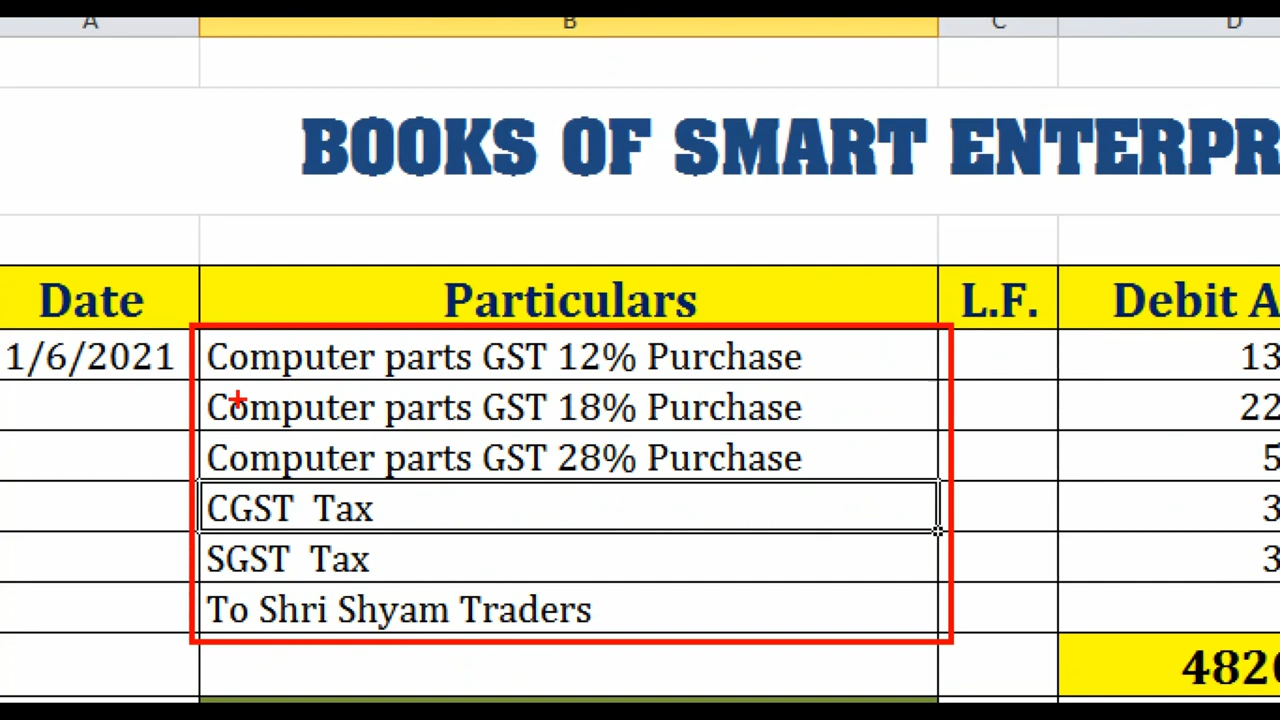 A B C D
BOOKS OF SMART ENTERPR
Date Particulars L.F. Debit A
1/6/2021 Computer parts GST 12% Purchase 13
Computer parts GST 18% Purchase 22
Computer parts GST 28% Purchase 5
CGST Tax 3
SGST Tax 3
To Shri Shyam Traders
482